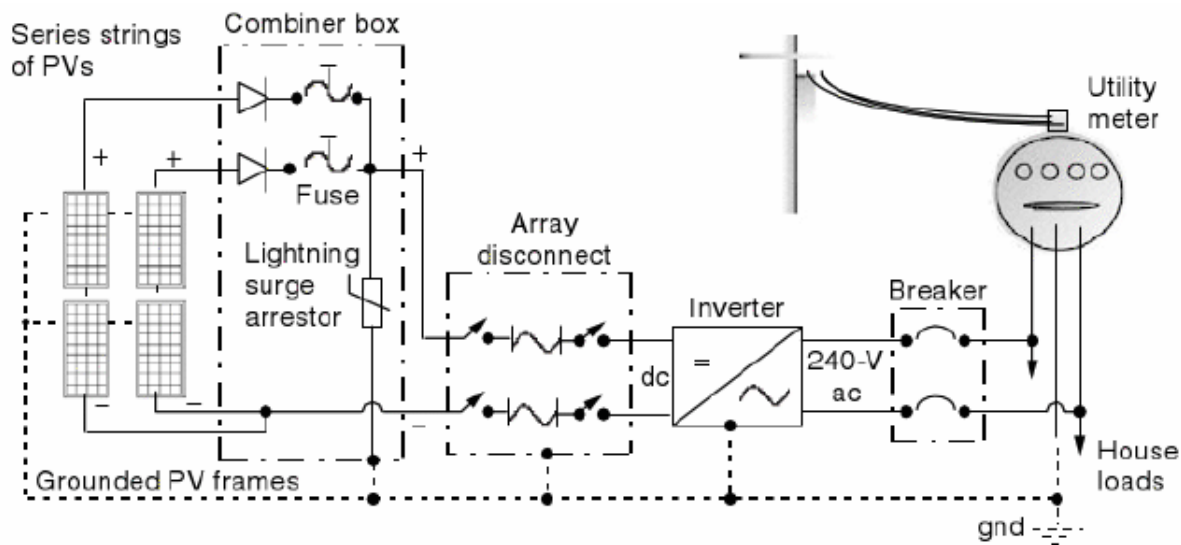 Combiner box
Series strings
of PVs
+
+
+
Fuse
Lightning
surge
arrestor
Array
disconnect
Inverter
=
dc
240-V
ac
Breaker
Utility
meter
–
–
–
Grounded PV frames
House
loads
gnd